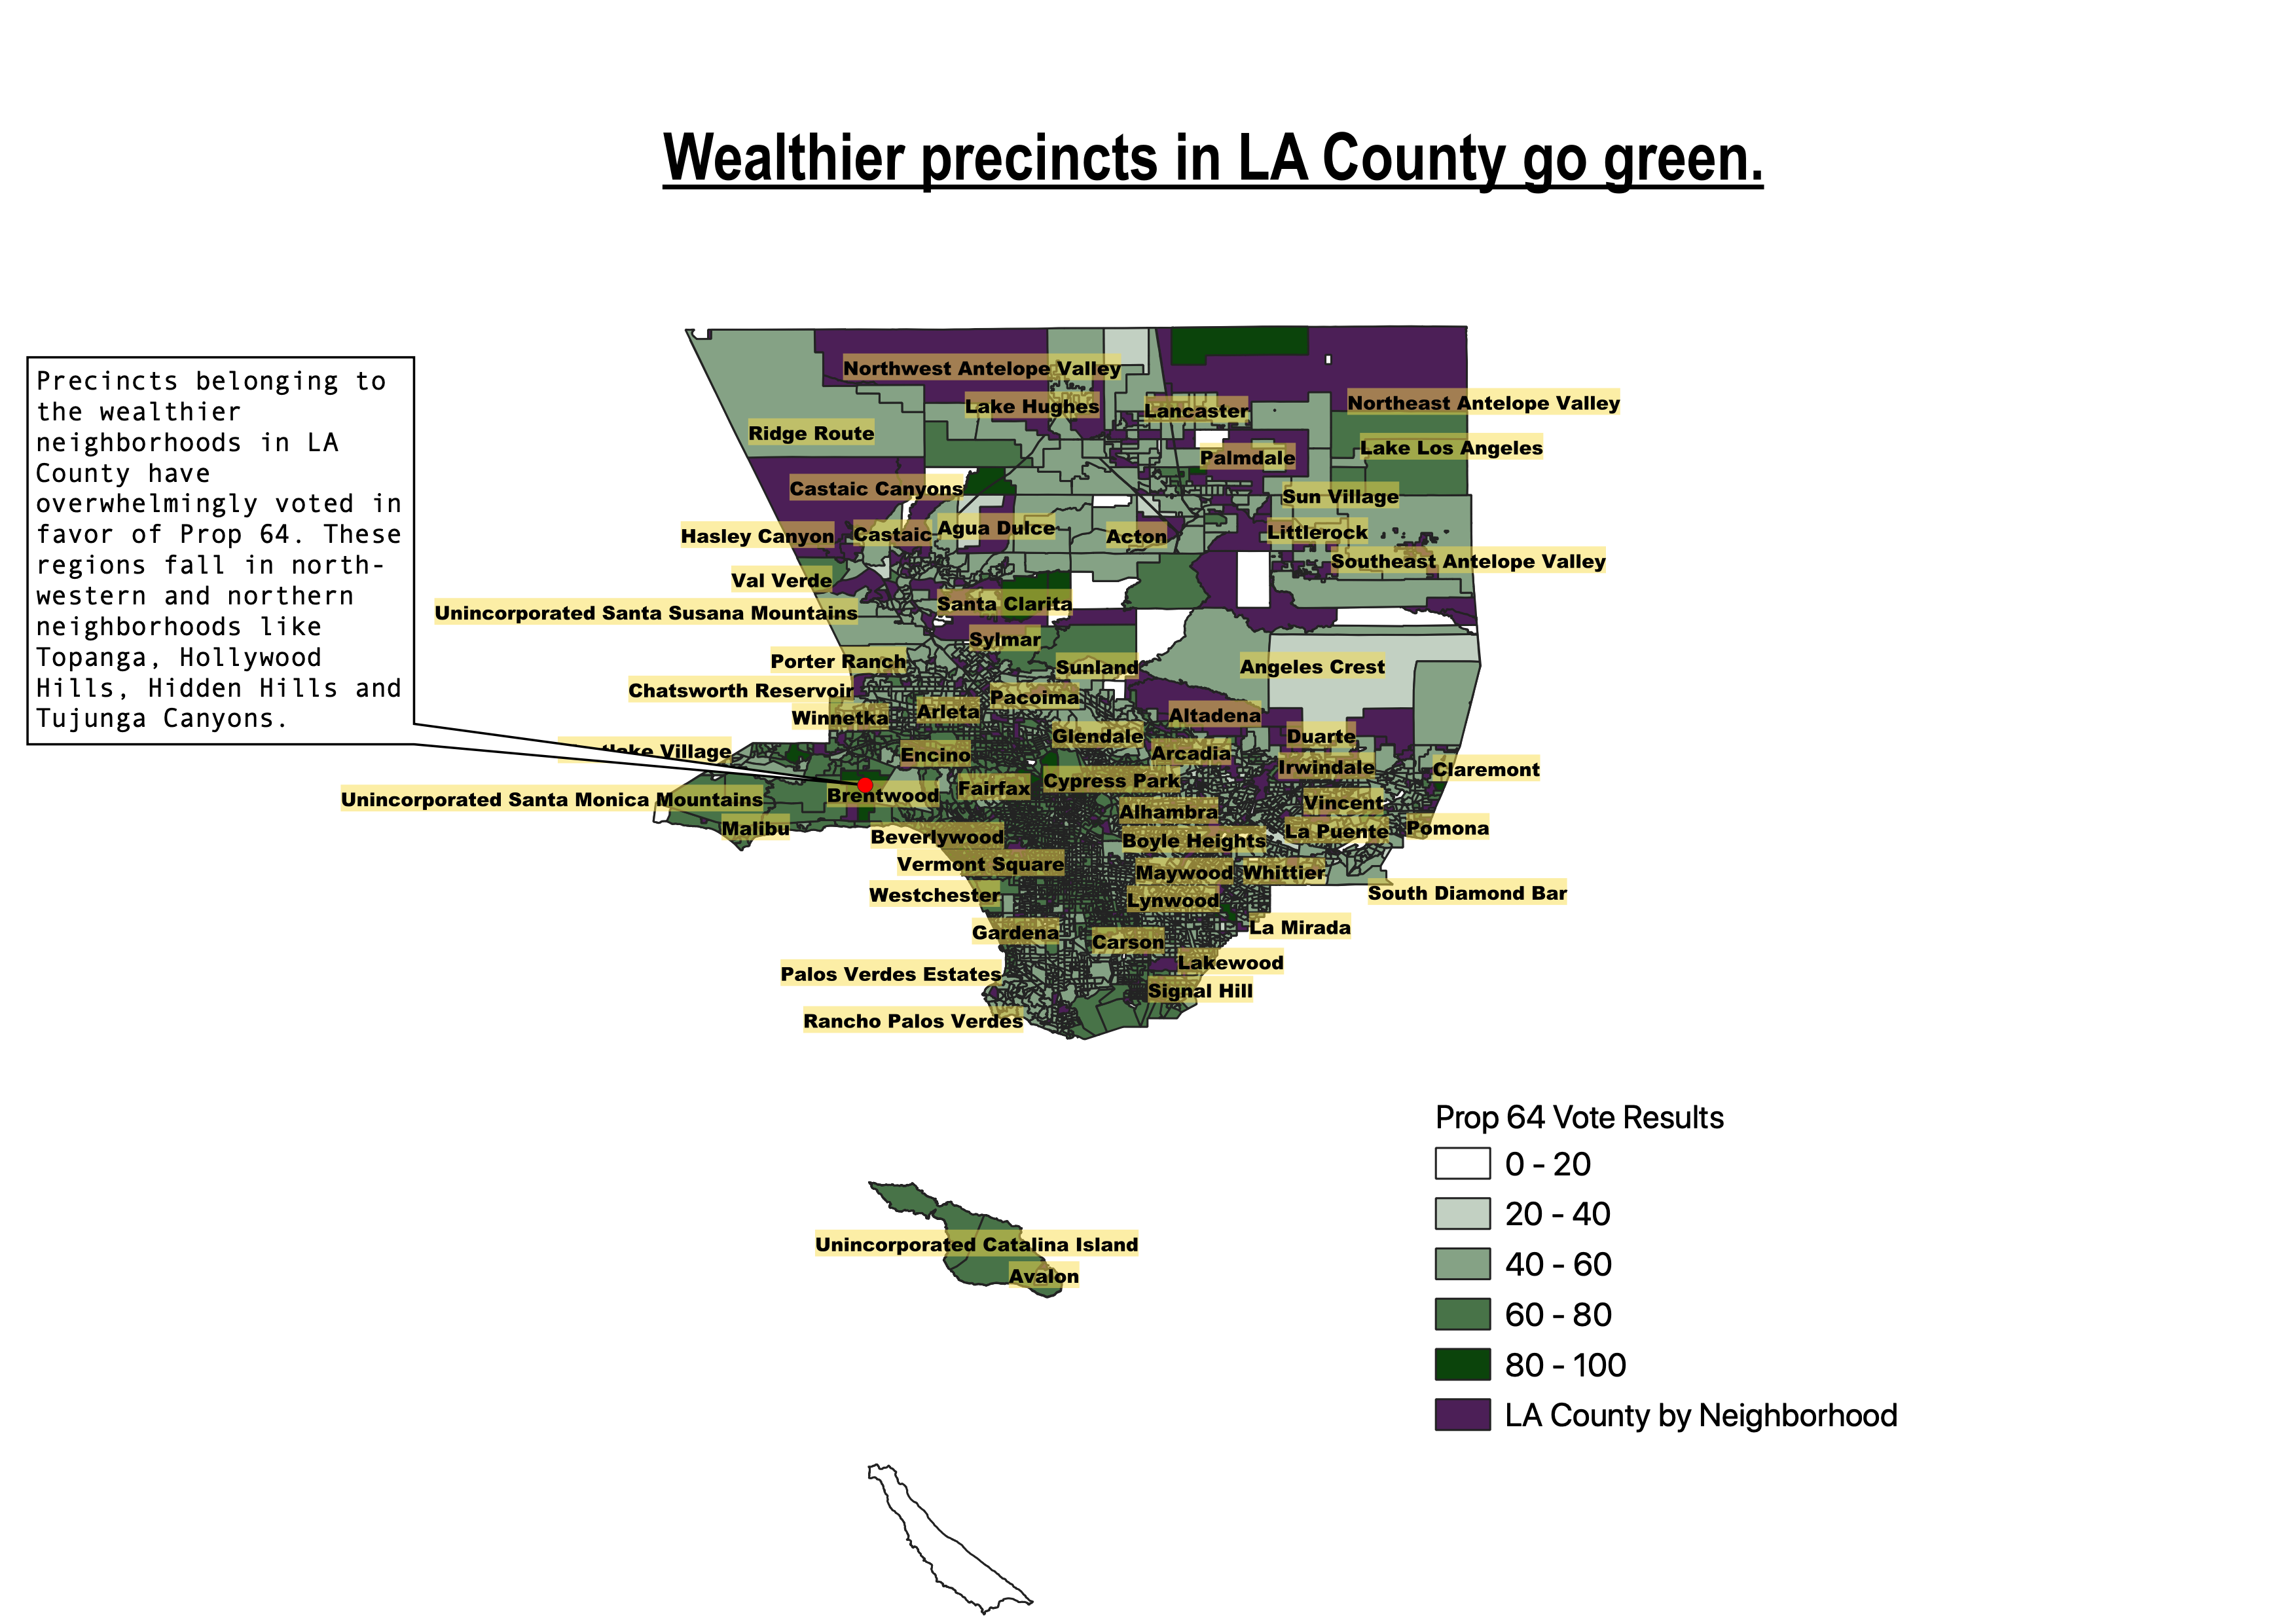 Wealthier precincts in LA County go green.
Precincts belonging to
the wealthier
neighborhoods in LA
County have
overwhelmingly voted in
favor of Prop 64. These
regions fall in north-
western and northern
neighborhoods like
Topanga, Hollywood
Hills, Hidden Hills and
Tujunga Canyons.
Northwest Antelope Valley
Lake Hughes
Lancaster
Northeast Antelope Valley
Ridge Route
Palmdale
Lake Los Angeles
Castaic Canyons
Sun Village
Hasley Canyon
Castaic
Agua Dulce
Acton
Littlerock
Southeast Antelope Valley
Val Verde
Unincorporated Santa Susana Mountains
Santa Clarita
Sylmar
Porter Ranch
Sunland
Angeles Crest
Chatsworth Reservoir
Pacoima
Winnetka
Arleta
Altadena
Glendale
Duarte
lake Village
Encino
Arcadia
Irwindale
Claremont
Unincorporated Santa Monica Mountains
Brentwood
Fairfax
Cypress Park
Vincent
Malibu
Alhambra
Beverlywood
Boyle Heights
La Puente
Pomona
Vermont Square
Maywood
Whittier
Westchester
Lynwood
South Diamond Bar
Gardena
Carson
La Mirada
Palos Verdes Estates
Lakewood
Signal Hill
Rancho Palos Verdes
Prop 64 Vote Results
0 - 20
20 - 40
40 - 60
60 - 80
80 - 100
LA County by Neighborhood
Unincorporated Catalina Island
Avalon